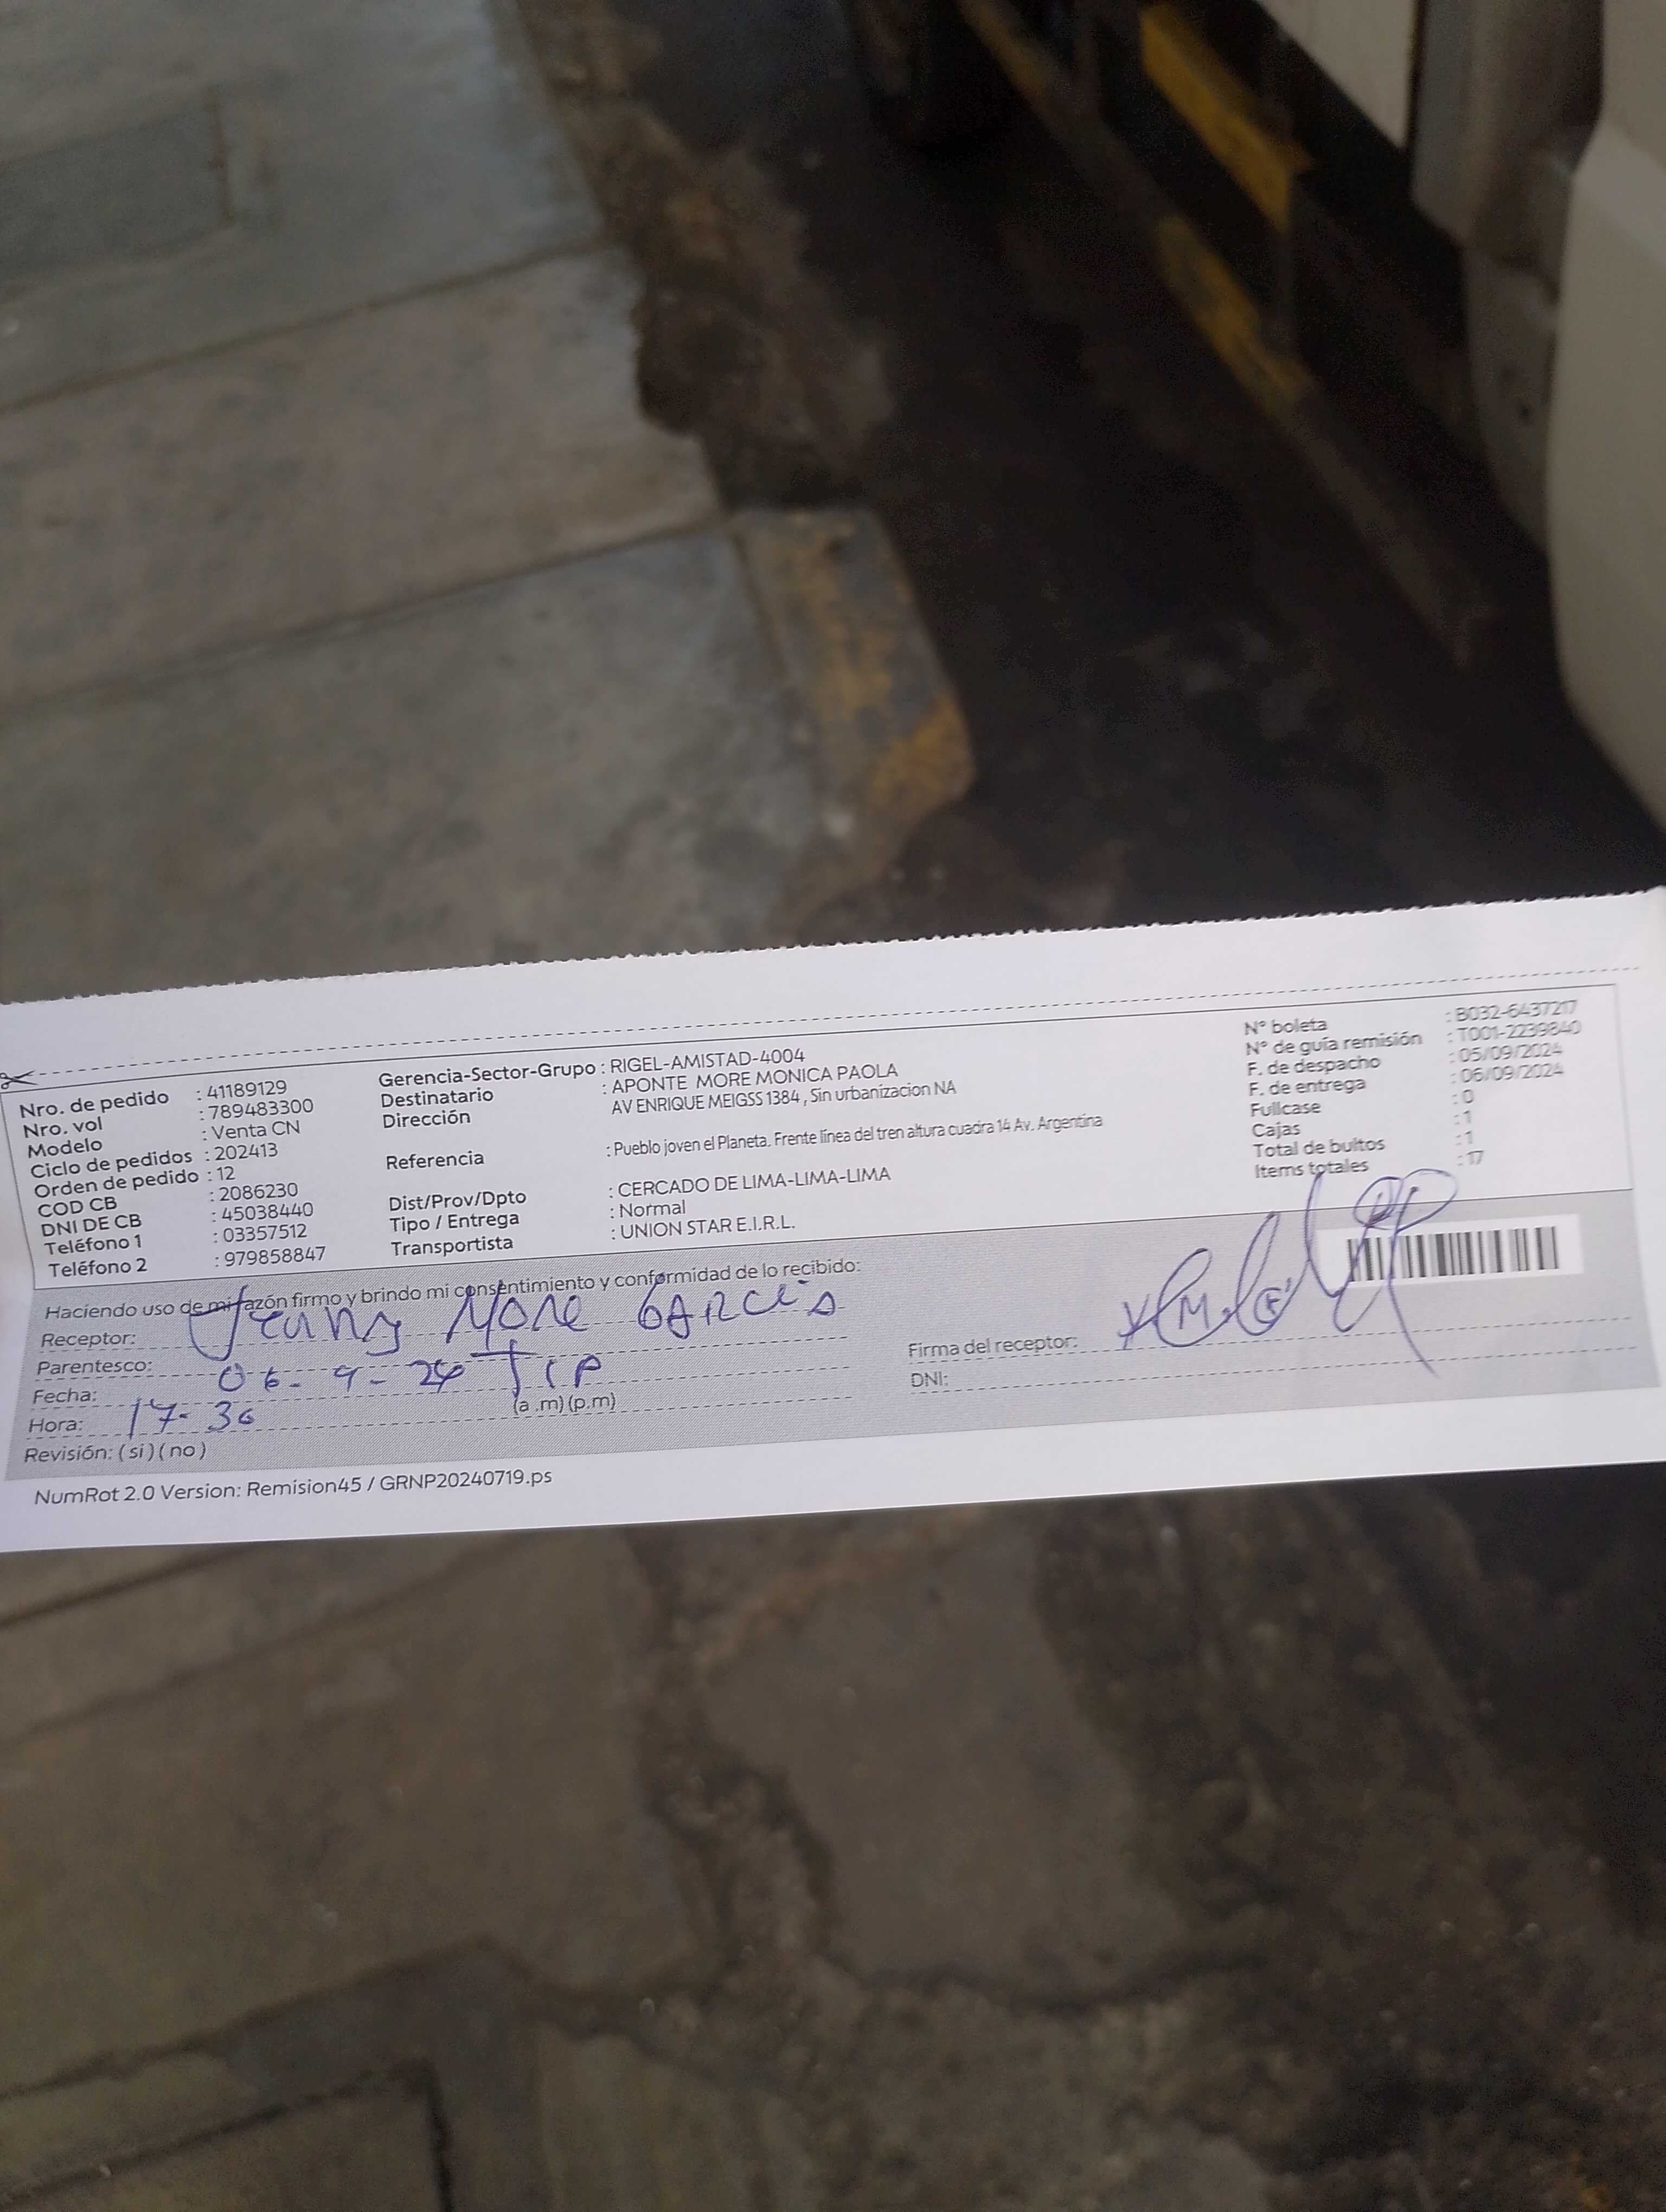 Nro. de pedido : 41189129
Nro. vol : 789483300
Modelo : Venta CN
Ciclo de pedidos : 202413
Orden de pedido : 12
COD CB : 2086230
DNI DE CB : 45038440
Teléfono 1 : 03357512
Teléfono 2 : 979858847
Gerencia-Sector-Grupo : RIGEL-AMISTAD-4004
Destinatario : APONTE MORE MONICA PAOLA
Dirección AV ENRIQUE MEIGSS 1384 , Sin urbanizacion NA
Referencia : Pueblo joven el Planeta. Frente línea del tren altura cuadra 14 Av. Argentina
Dist/Prov/Dpto : CERCADO DE LIMA-LIMA-LIMA
Tipo / Entrega : Normal
Transportista : UNION STAR E.I.R.L.
N° boleta : B032-6437217
N° de guía remisión : T001-2239840
F. de despacho : 05/09/2024
F. de entrega : 06/09/2024
Fullcase : 0
Cajas : 1
Total de bultos : 1
Items totales : 17
Haciendo uso de mi razón firmo y brindo mi consentimiento y conformidad de lo recibido:
Receptor: Jenny More GARCIA
Parentesco: TIA
Fecha: 06-9-24
Hora: 17-30 (a .m) (p.m)
Revisión: ( si ) ( no )
Firma del receptor:
DNI:
NumRot 2.0 Version: Remision45 / GRNP20240719.ps